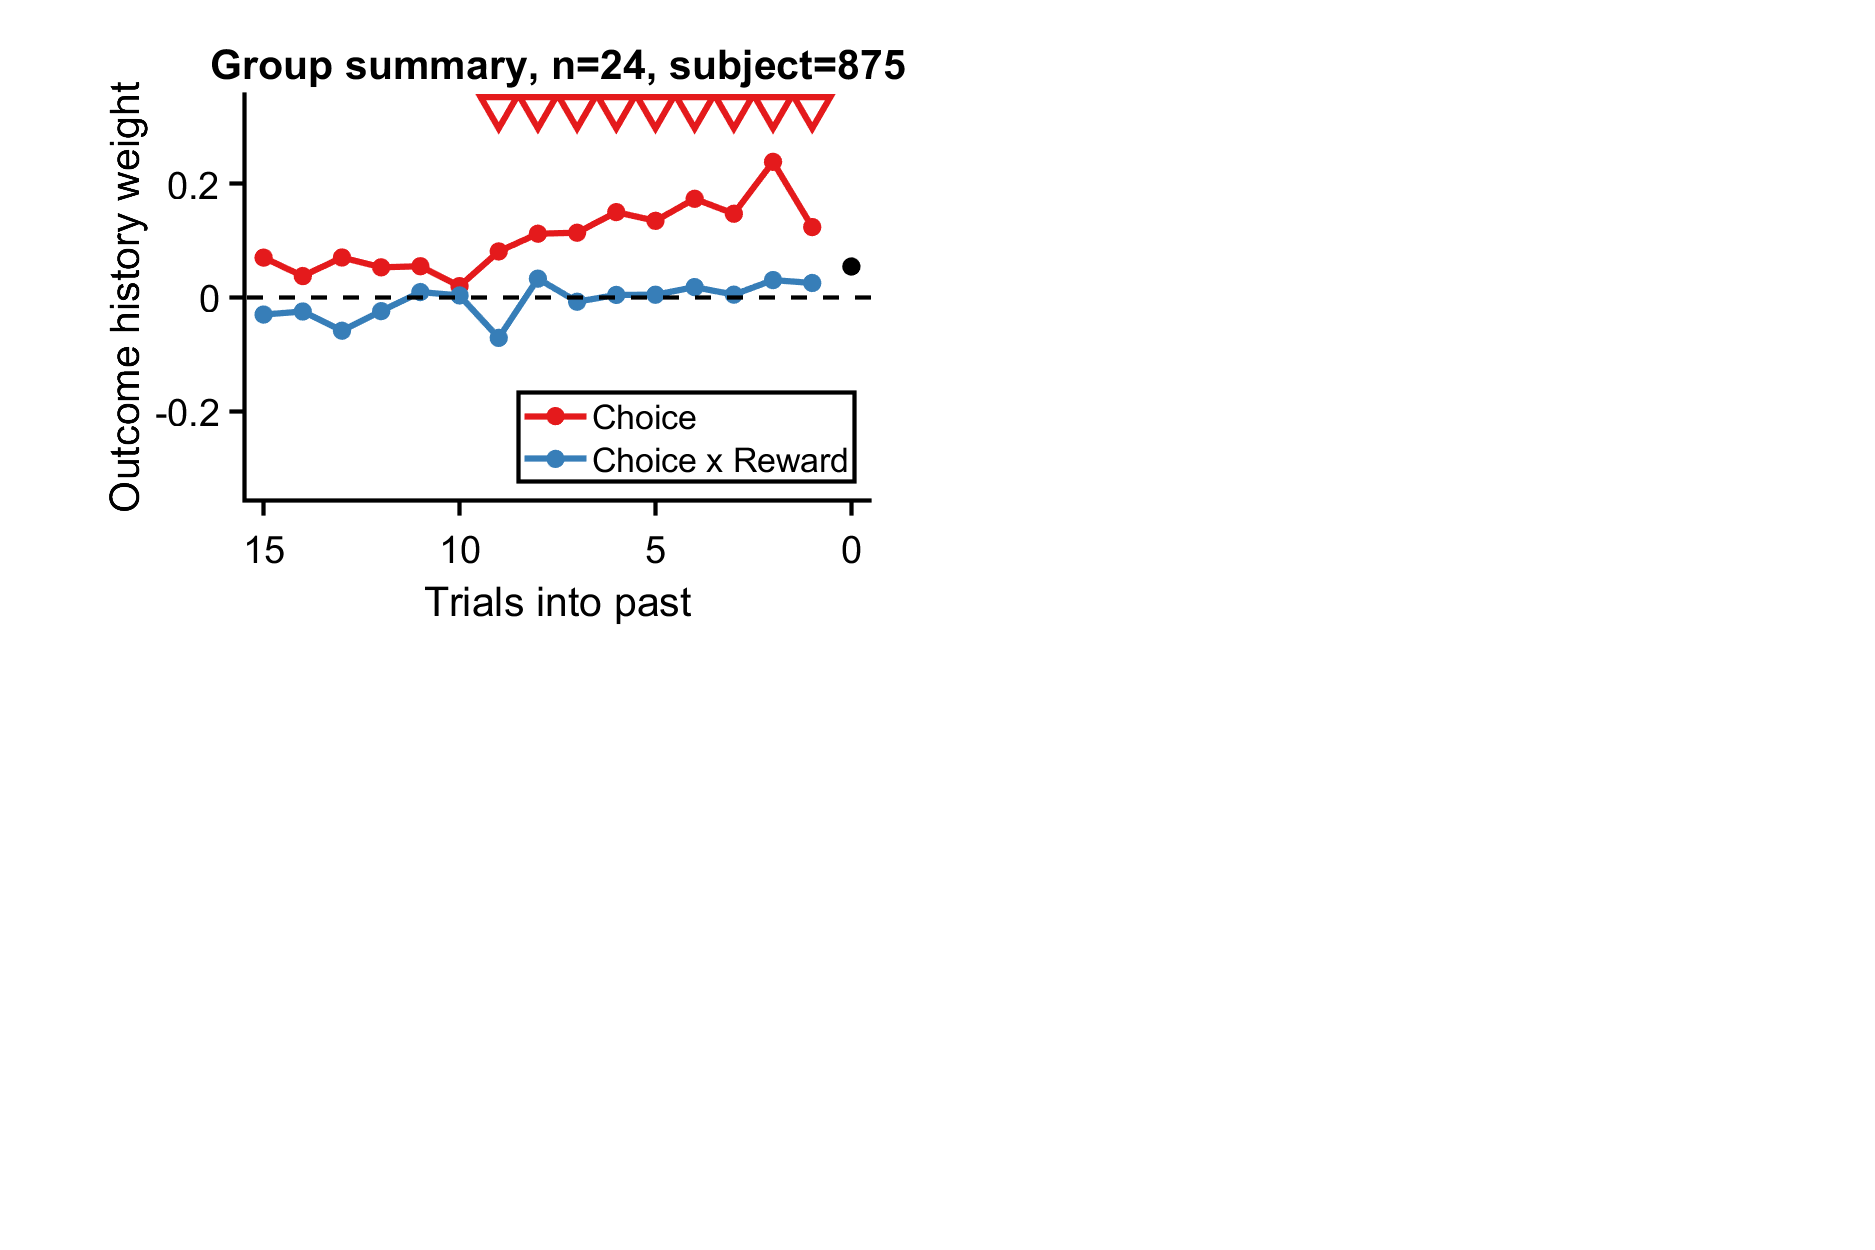 Group summary, n=24, subject=875
Outcome history weight
0.2
0
-0.2
Choice
Choice x Reward
15 10 5 0
Trials into past